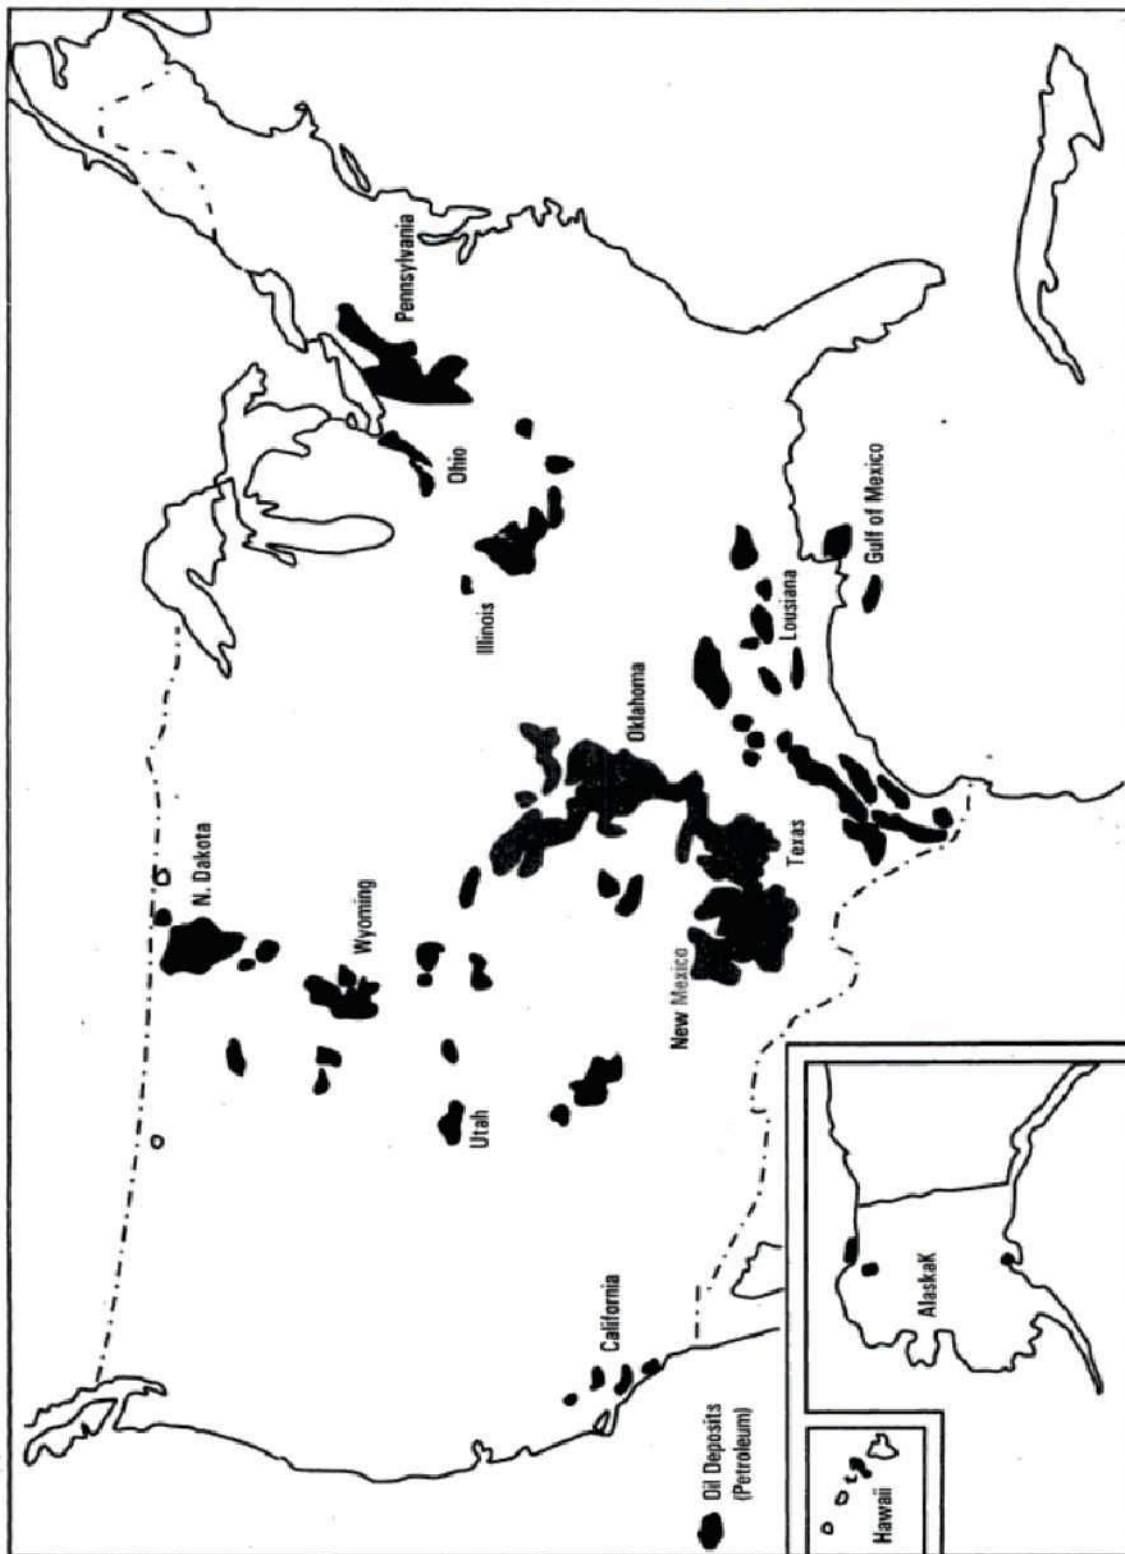 N. Dakota
Wyoming
Utah
California
Illinois
Ohio
Pennsylvania
Oklahoma
New Mexico
Texas
Lousiana
Gulf of Mexico
Oil Deposits
(Petroleum)
Hawaii
AlaskaK